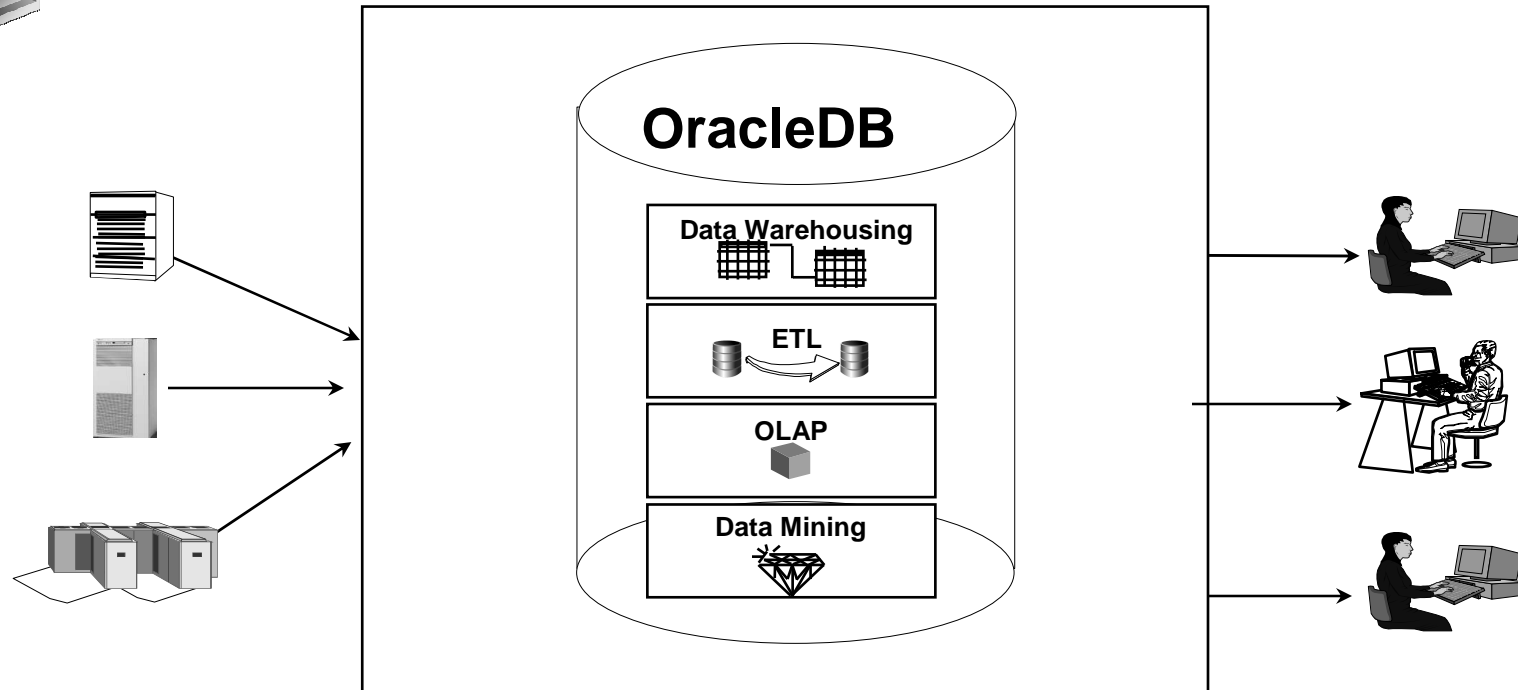 OracleDB
Data Warehousing
ETL
OLAP
Data Mining